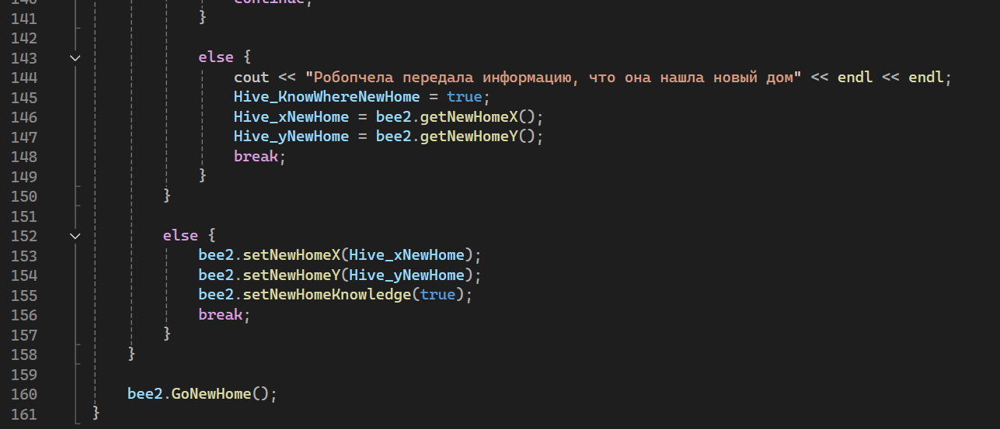 140 continue;
141 }
142
143 else {
144 cout << "Робопчела передала информацию, что она нашла новый дом" << endl << endl;
145 Hive_KnowWhereNewHome = true;
146 Hive_xNewHome = bee2.getNewHomeX();
147 Hive_yNewHome = bee2.getNewHomeY();
148 break;
149 }
150 }
151
152 else {
153 bee2.setNewHomeX(Hive_xNewHome);
154 bee2.setNewHomeY(Hive_yNewHome);
155 bee2.setNewHomeKnowledge(true);
156 break;
157 }
158 }
159
160 bee2.GoNewHome();
161 }